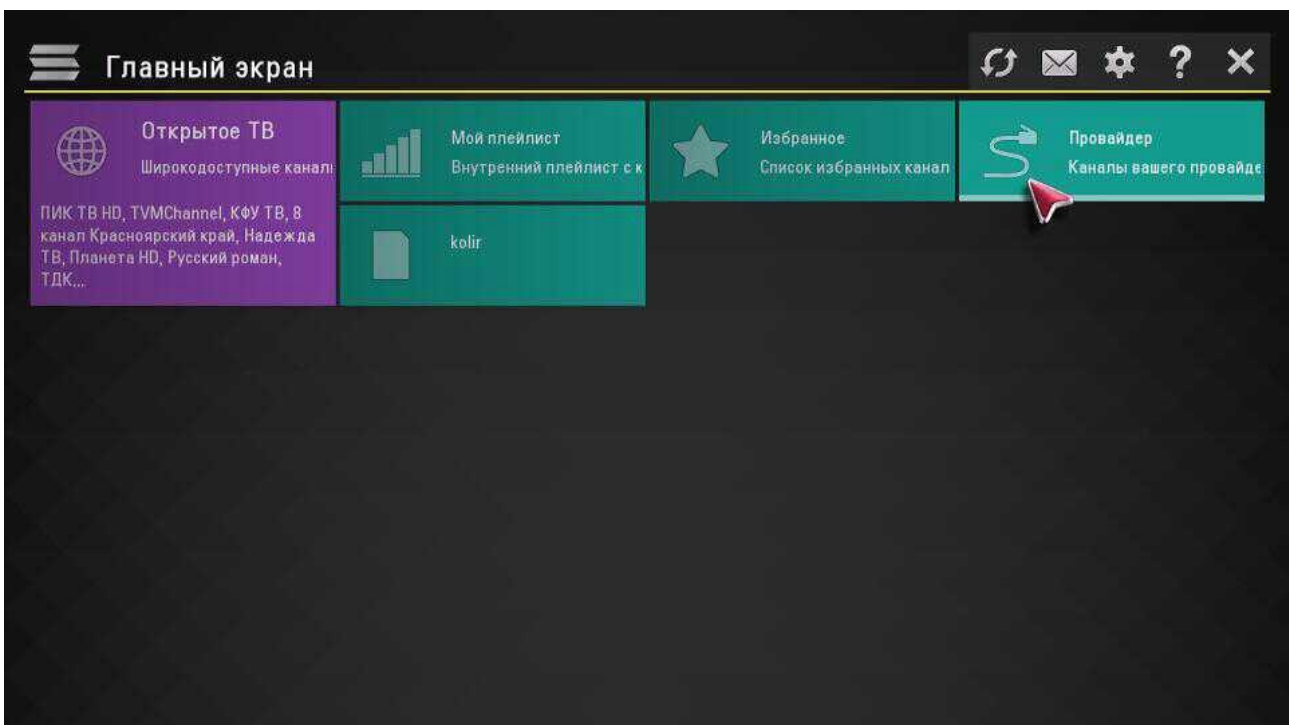 Главный экран
?
Открытое ТВ
Широкодоступные канал
ПИК ТВ HD, TVMChannel, КФУ ТВ, 8
канал Красноярский край, Надежда
ТВ, Планета HD, Русский роман,
ТДК...
Мой плейлист
Внутренний плейлист с к
Избранное
Список избранных канал
Провайдер
Каналы вашего провайде
kolir